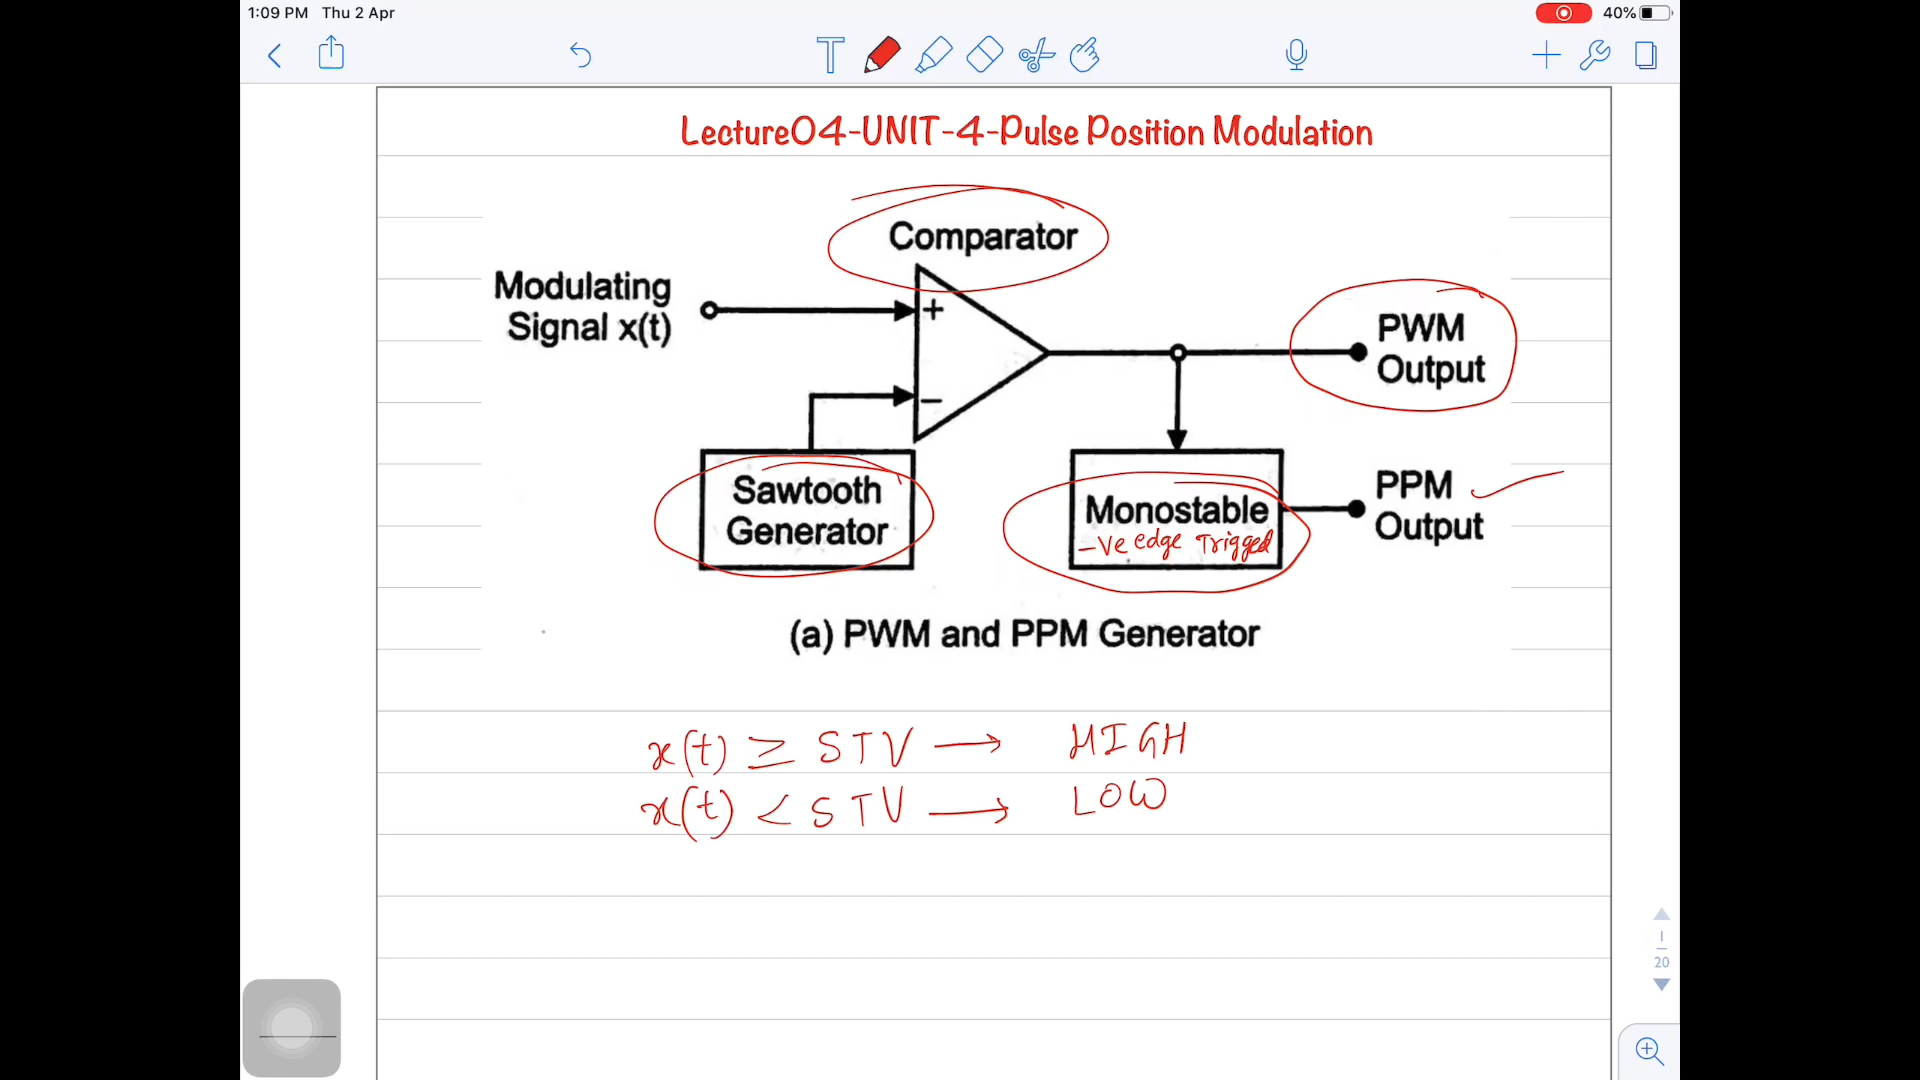 1:09 PM Thu 2 Apr
40%
T
Lecture04-UNIT-4-Pulse Position Modulation
Comparator
Modulating
Signal x(t)
+
PWM
Output
−
Sawtooth
Generator
Monostable
-Ve edge Trigged
PPM
Output
(a) PWM and PPM Generator
x(t) ≥ STV → HIGH
x(t) < STV → LOW
1
20